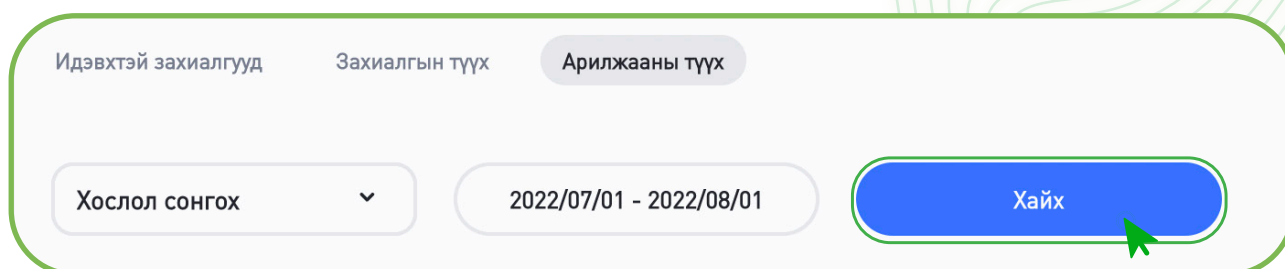 Идэвхтэй захиалгууд Захиалгын түүх Арилжааны түүх
Хослол сонгох 2022/07/01 - 2022/08/01 Хайх